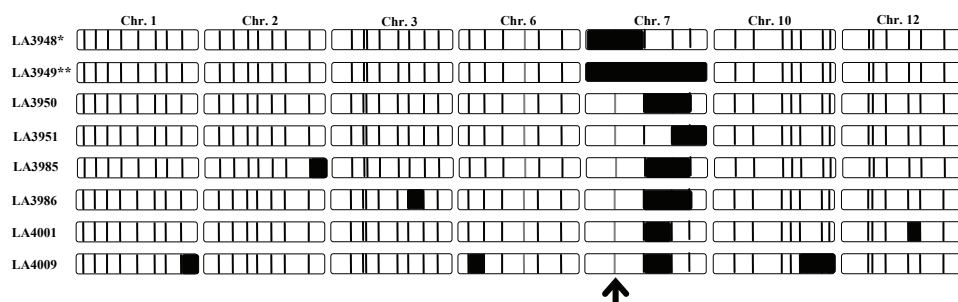 Chr. 1 Chr. 2 Chr. 3 Chr. 6 Chr. 7 Chr. 10 Chr. 12
LA3948*
LA3949**
LA3950
LA3951
LA3985
LA3986
LA4001
LA4009